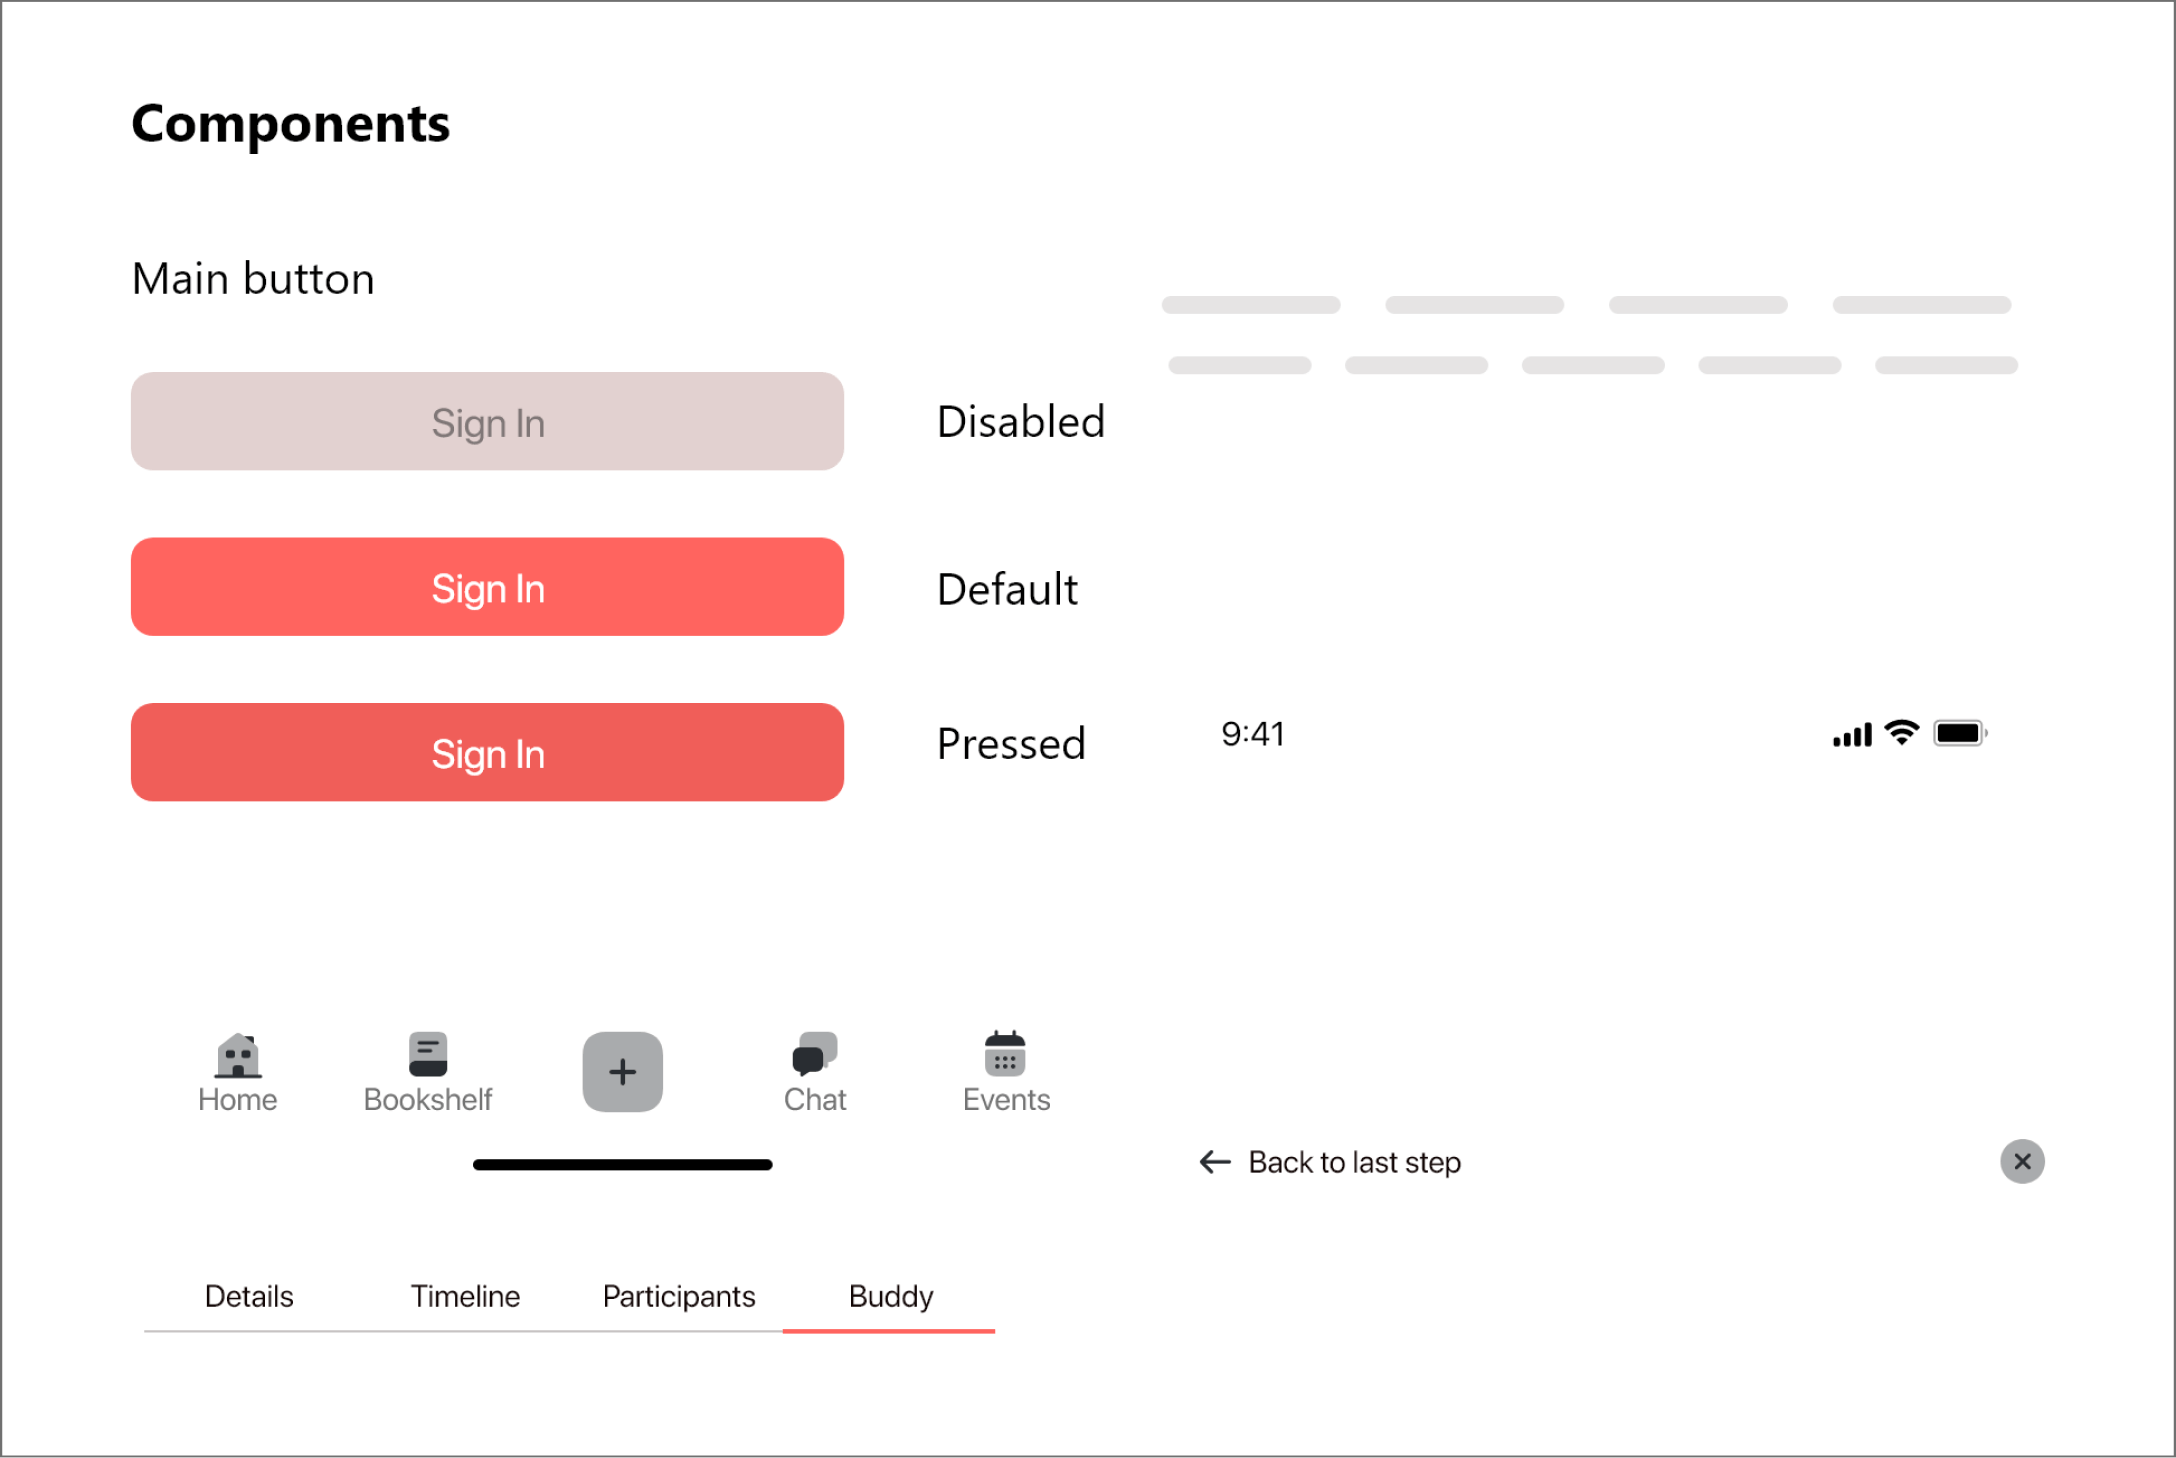 Components
Main button
Sign In
Disabled
Sign In
Default
Sign In
Pressed
9:41
Home
Bookshelf
+
Chat
Events
Back to last step
Details
Timeline
Participants
Buddy